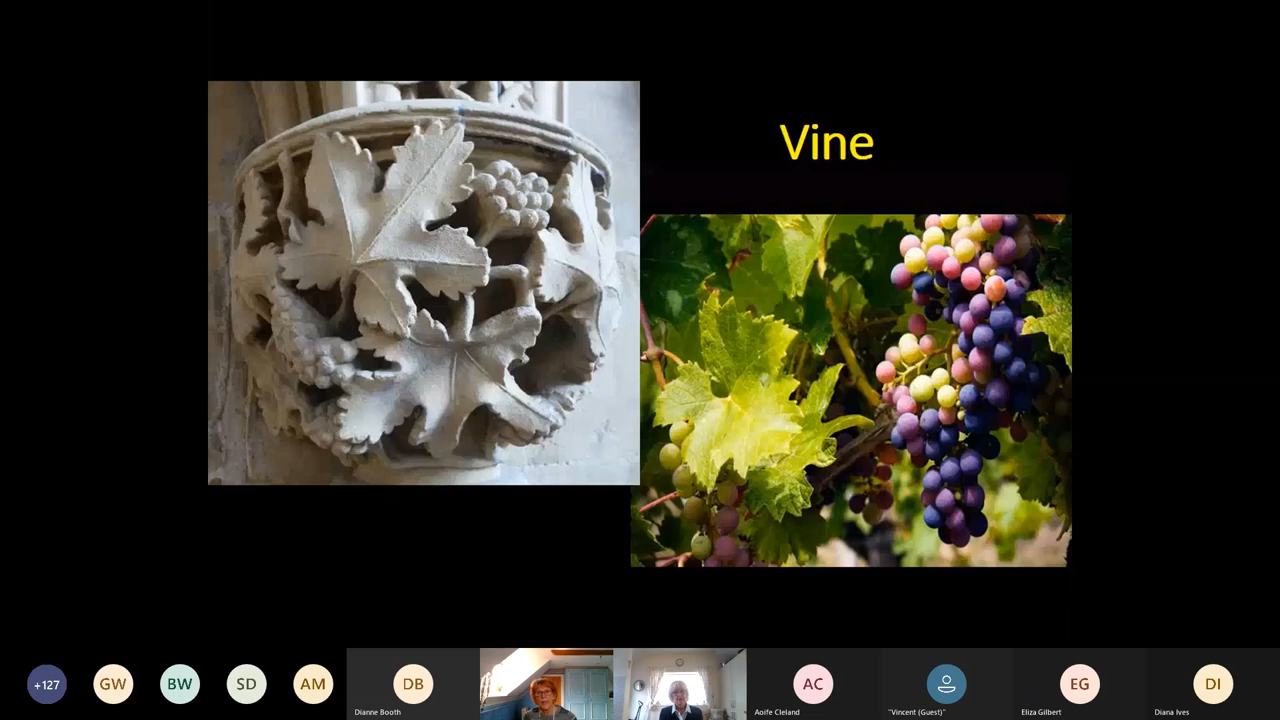 Vine
+127
GW
BW
SD
AM
DB
Dianne Booth
AC
Aoife Cleland
"Vincent (Guest)"
EG
Eliza Gilbert
DI
Diana Ives